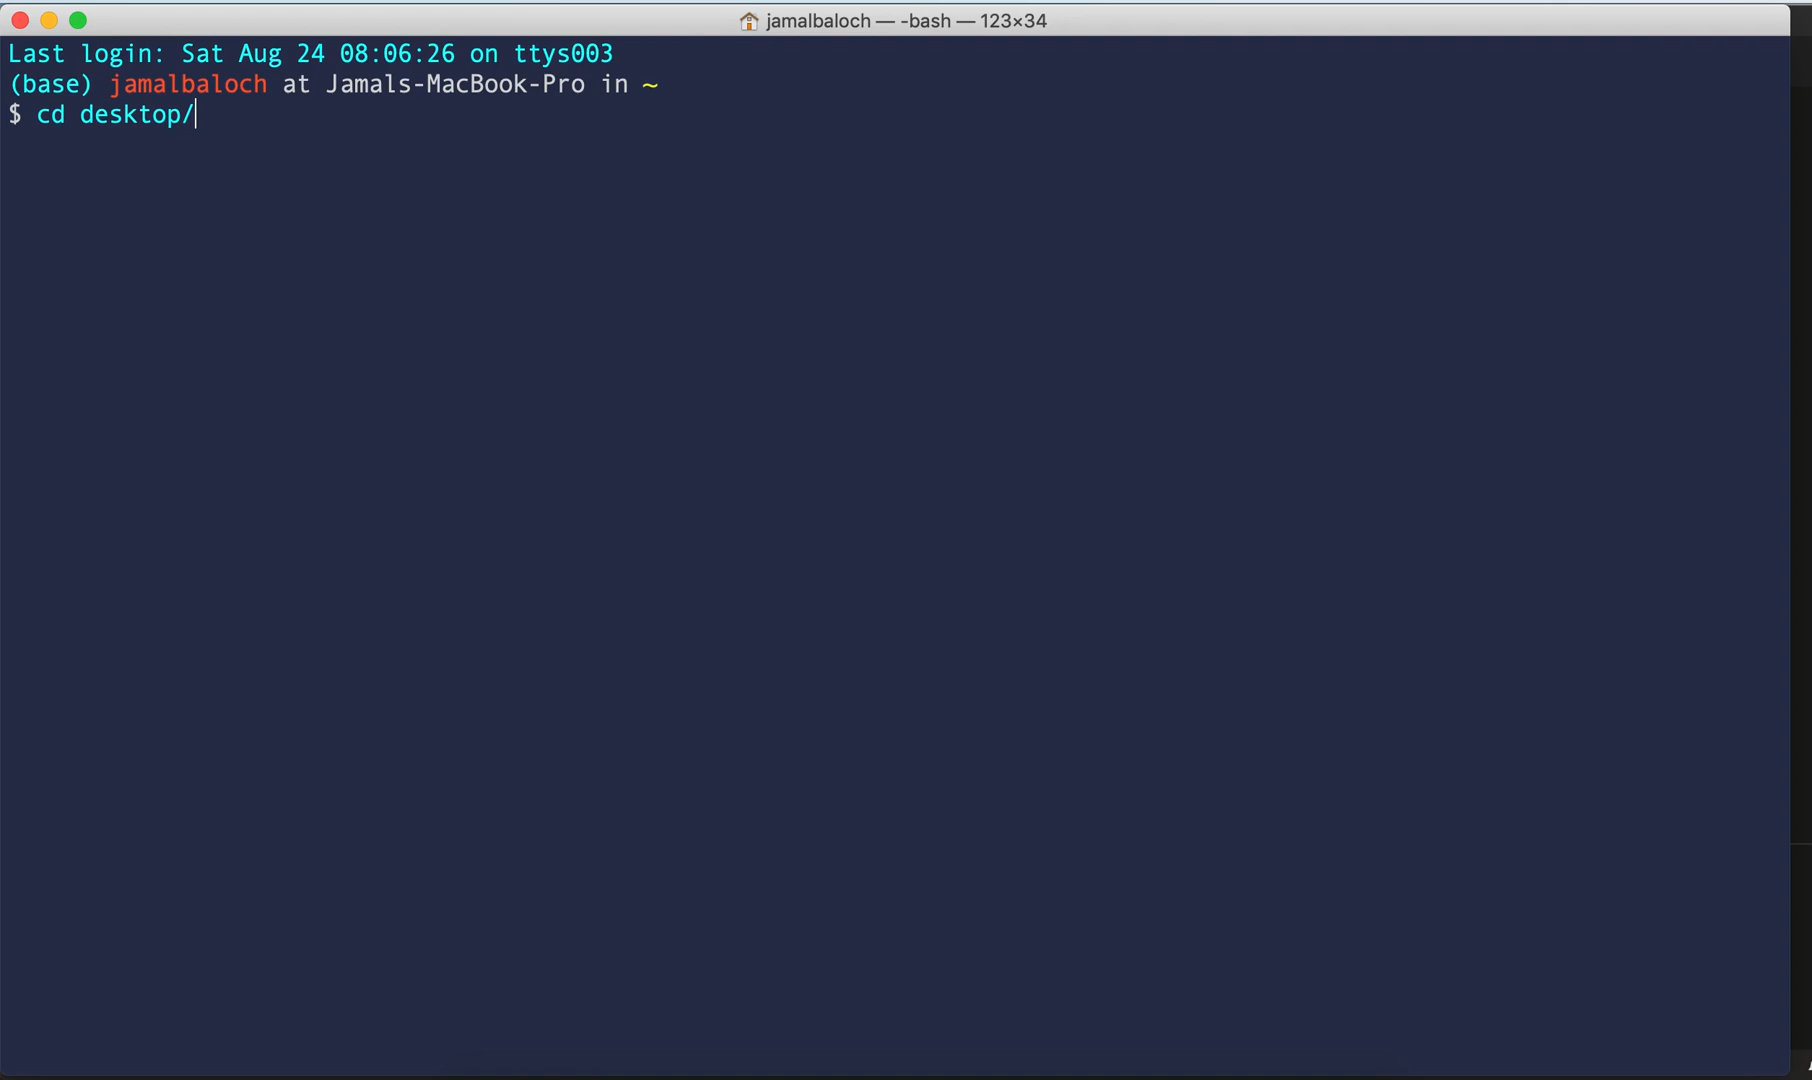 jamalbaloch — -bash — 123×34
Last login: Sat Aug 24 08:06:26 on ttys003
(base) jamalbaloch at Jamals-MacBook-Pro in ~
$ cd desktop/